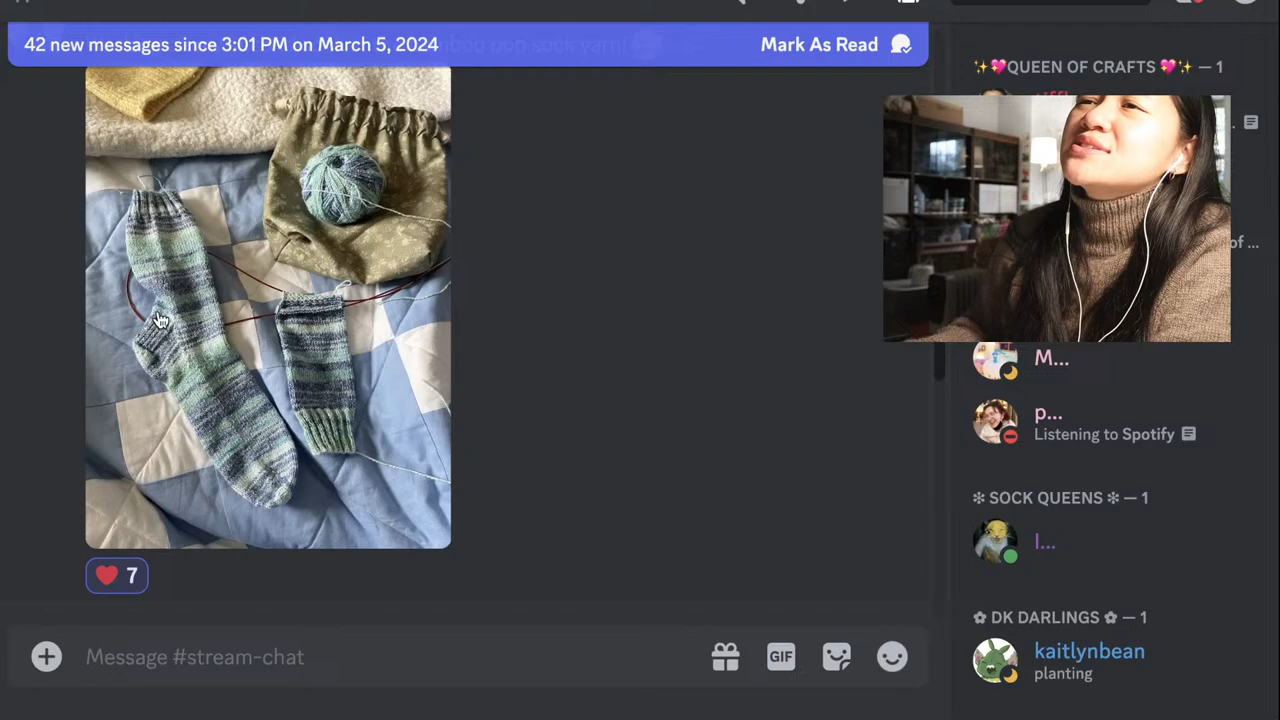 42 new messages since 3:01 PM on March 5, 2024
Mark As Read
✨💖QUEEN OF CRAFTS 💖✨ — 1
of ...
M...
p...
Listening to Spotify
✻ SOCK QUEENS ✻ — 1
l...
✿ DK DARLINGS ✿ — 1
kaitlynbean
planting
7
Message #stream-chat
GIF